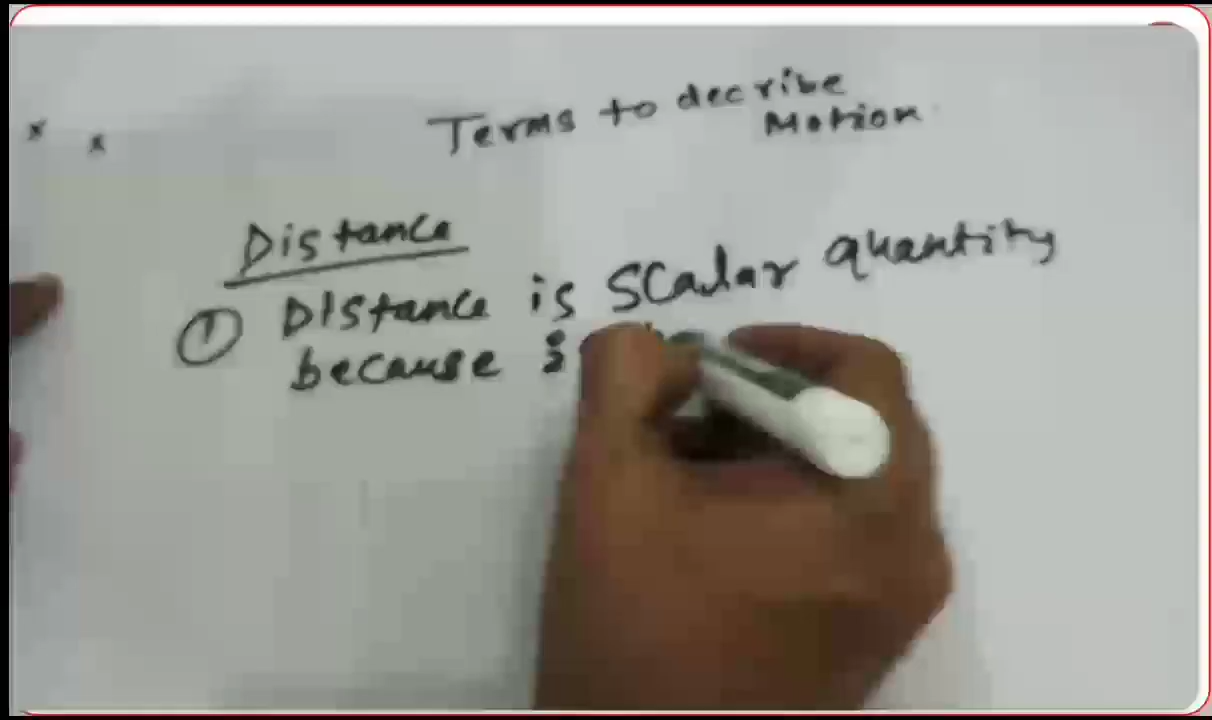 Terms to decribe
Motion
Distance
① Distance is scalar quantity
because